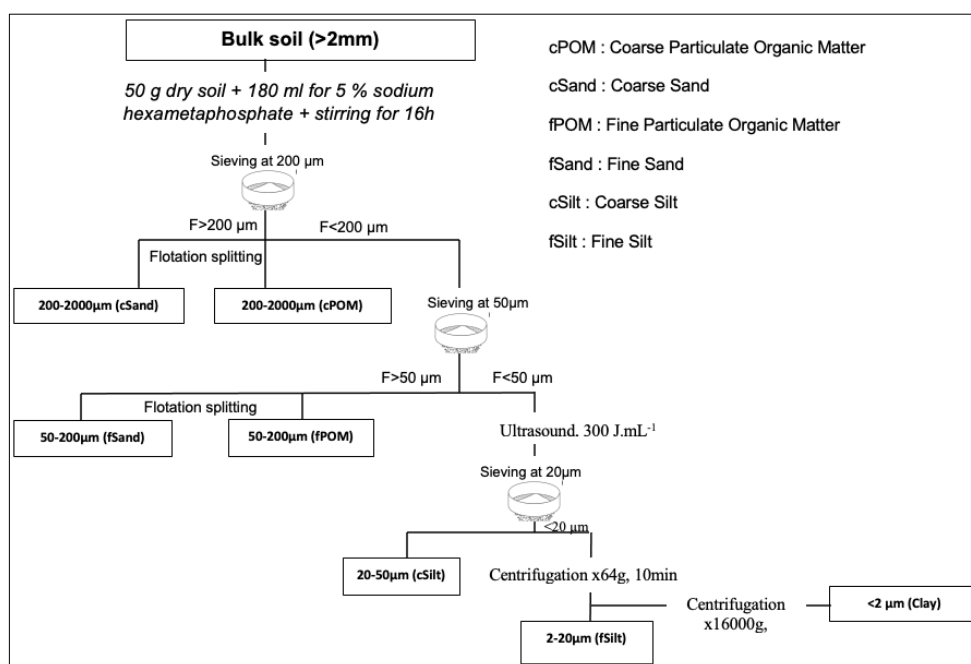 Bulk soil (>2mm)
50 g dry soil + 180 ml for 5 % sodium
hexametaphosphate + stirring for 16h
Sieving at 200 µm
F>200 µm
F<200 µm
Flotation splitting
200-2000µm (cSand)
200-2000µm (cPOM)
cPOM : Coarse Particulate Organic Matter
cSand : Coarse Sand
fPOM : Fine Particulate Organic Matter
fSand : Fine Sand
cSilt : Coarse Silt
fSilt : Fine Silt
Sieving at 50µm
F>50 µm
F<50 µm
Flotation splitting
50-200µm (fSand)
50-200µm (fPOM)
Ultrasound. 300 J.mL⁻¹
Sieving at 20µm
<20 µm
20-50µm (cSilt)
Centrifugation x64g, 10min
Centrifugation
x16000g,
<2 µm (Clay)
2-20µm (fSilt)